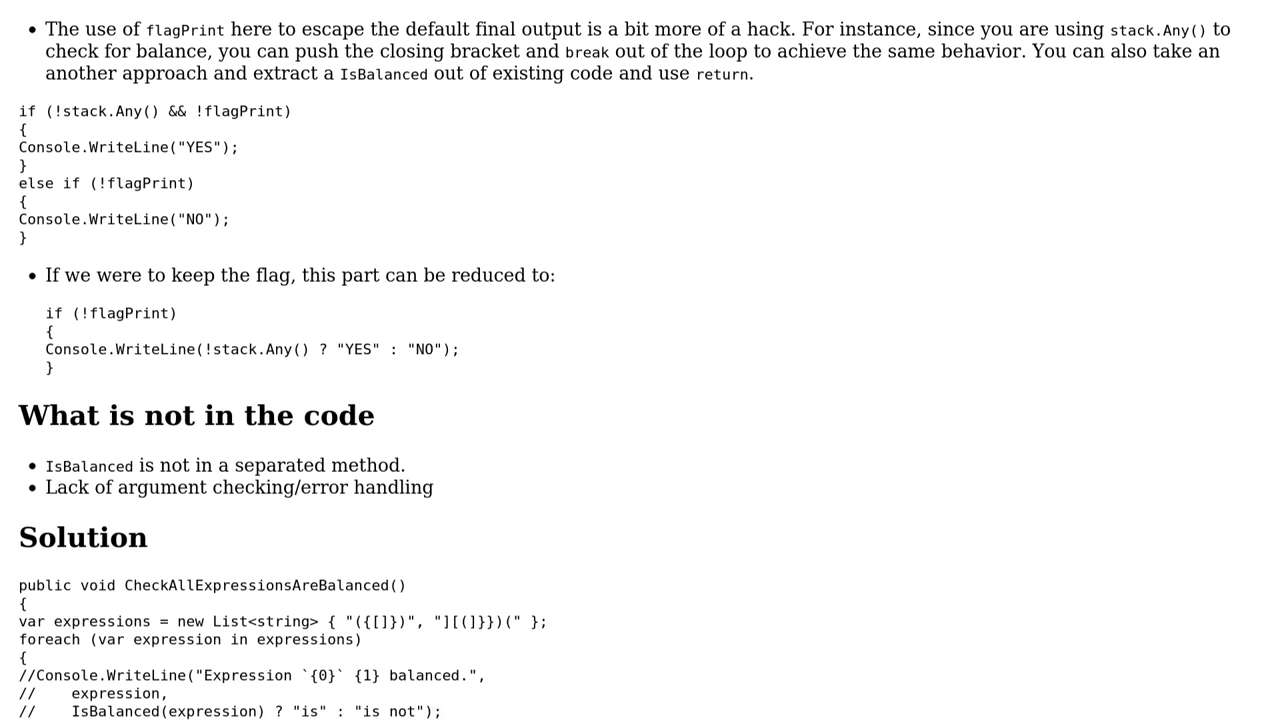 • The use of flagPrint here to escape the default final output is a bit more of a hack. For instance, since you are using stack.Any() to
check for balance, you can push the closing bracket and break out of the loop to achieve the same behavior. You can also take an
another approach and extract a IsBalanced out of existing code and use return.
if (!stack.Any() && !flagPrint)
{
Console.WriteLine("YES");
}
else if (!flagPrint)
{
Console.WriteLine("NO");
}
• If we were to keep the flag, this part can be reduced to:
if (!flagPrint)
{
Console.WriteLine(!stack.Any() ? "YES" : "NO");
}
What is not in the code
• IsBalanced is not in a separated method.
• Lack of argument checking/error handling
Solution
public void CheckAllExpressionsAreBalanced()
{
var expressions = new List<string> { "({[]})", "][(]}})(" };
foreach (var expression in expressions)
{
//Console.WriteLine("Expression `{0}` {1} balanced.",
//    expression,
//    IsBalanced(expression) ? "is" : "is not");